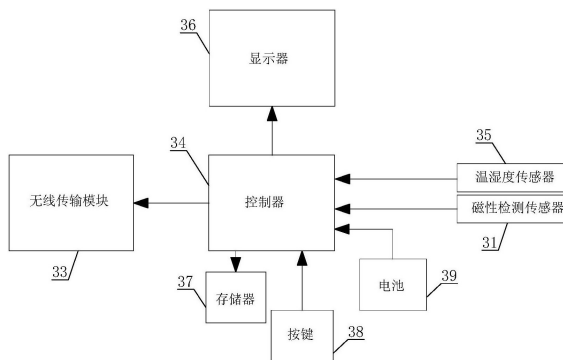 36
显示器
34
35
无线传输模块
控制器
温湿度传感器
磁性检测传感器
33
31
37
存储器
电池
39
按键
38